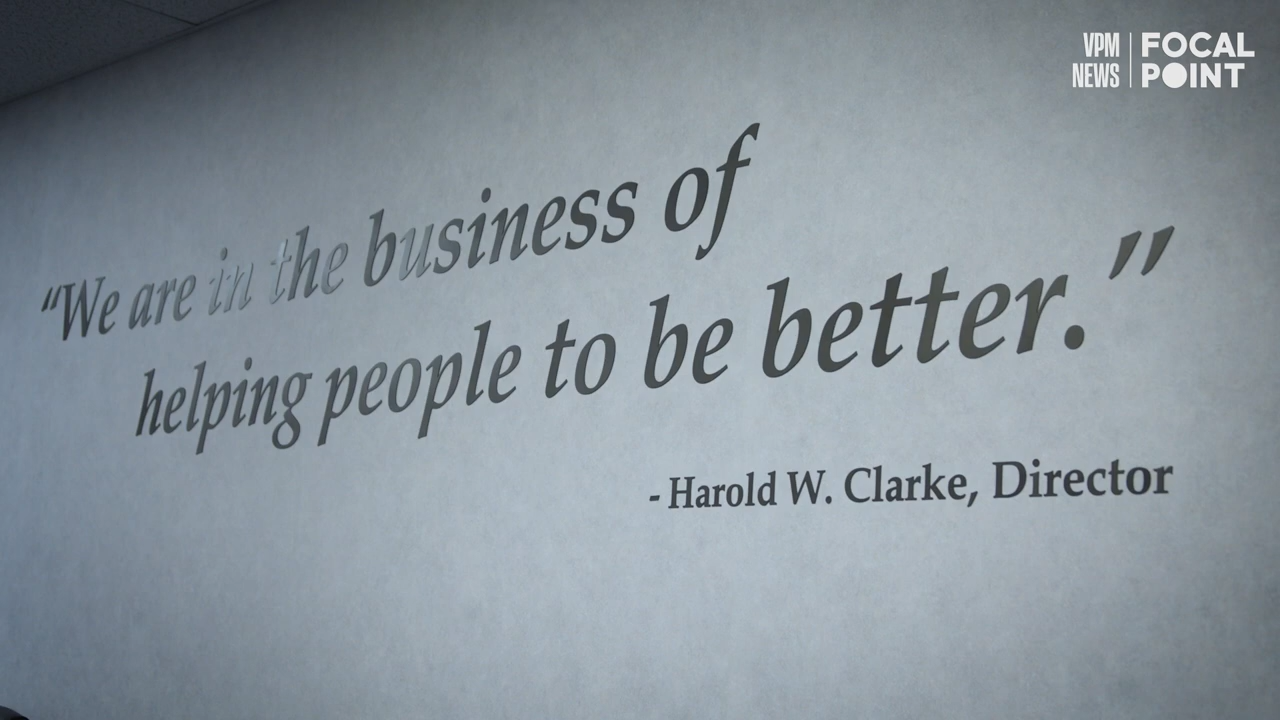 VPM NEWS FOCAL POINT
“We are in the business of
helping people to be better.”
- Harold W. Clarke, Director